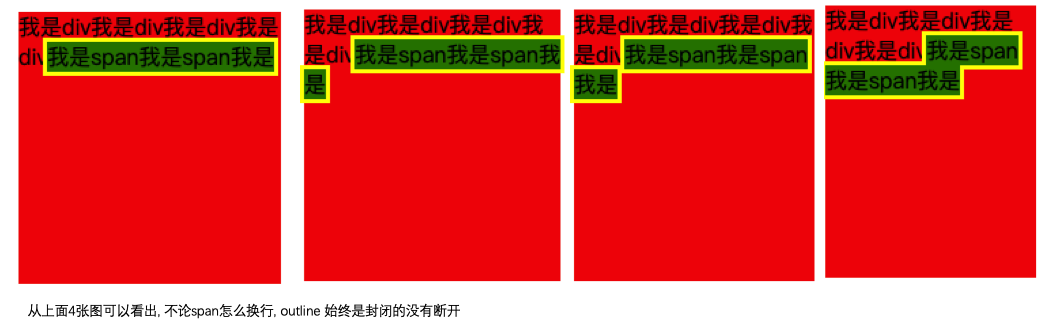 我是div我是div我是div我是
div我是span我是span我是
我是div我是div我是div我
是div我是span我是span我
是
我是div我是div我是div我
是div我是span我是span
我是
我是div我是div我是
div我是div我是span
我是span我是
从上面4张图可以看出, 不论span怎么换行, outline 始终是封闭的没有断开